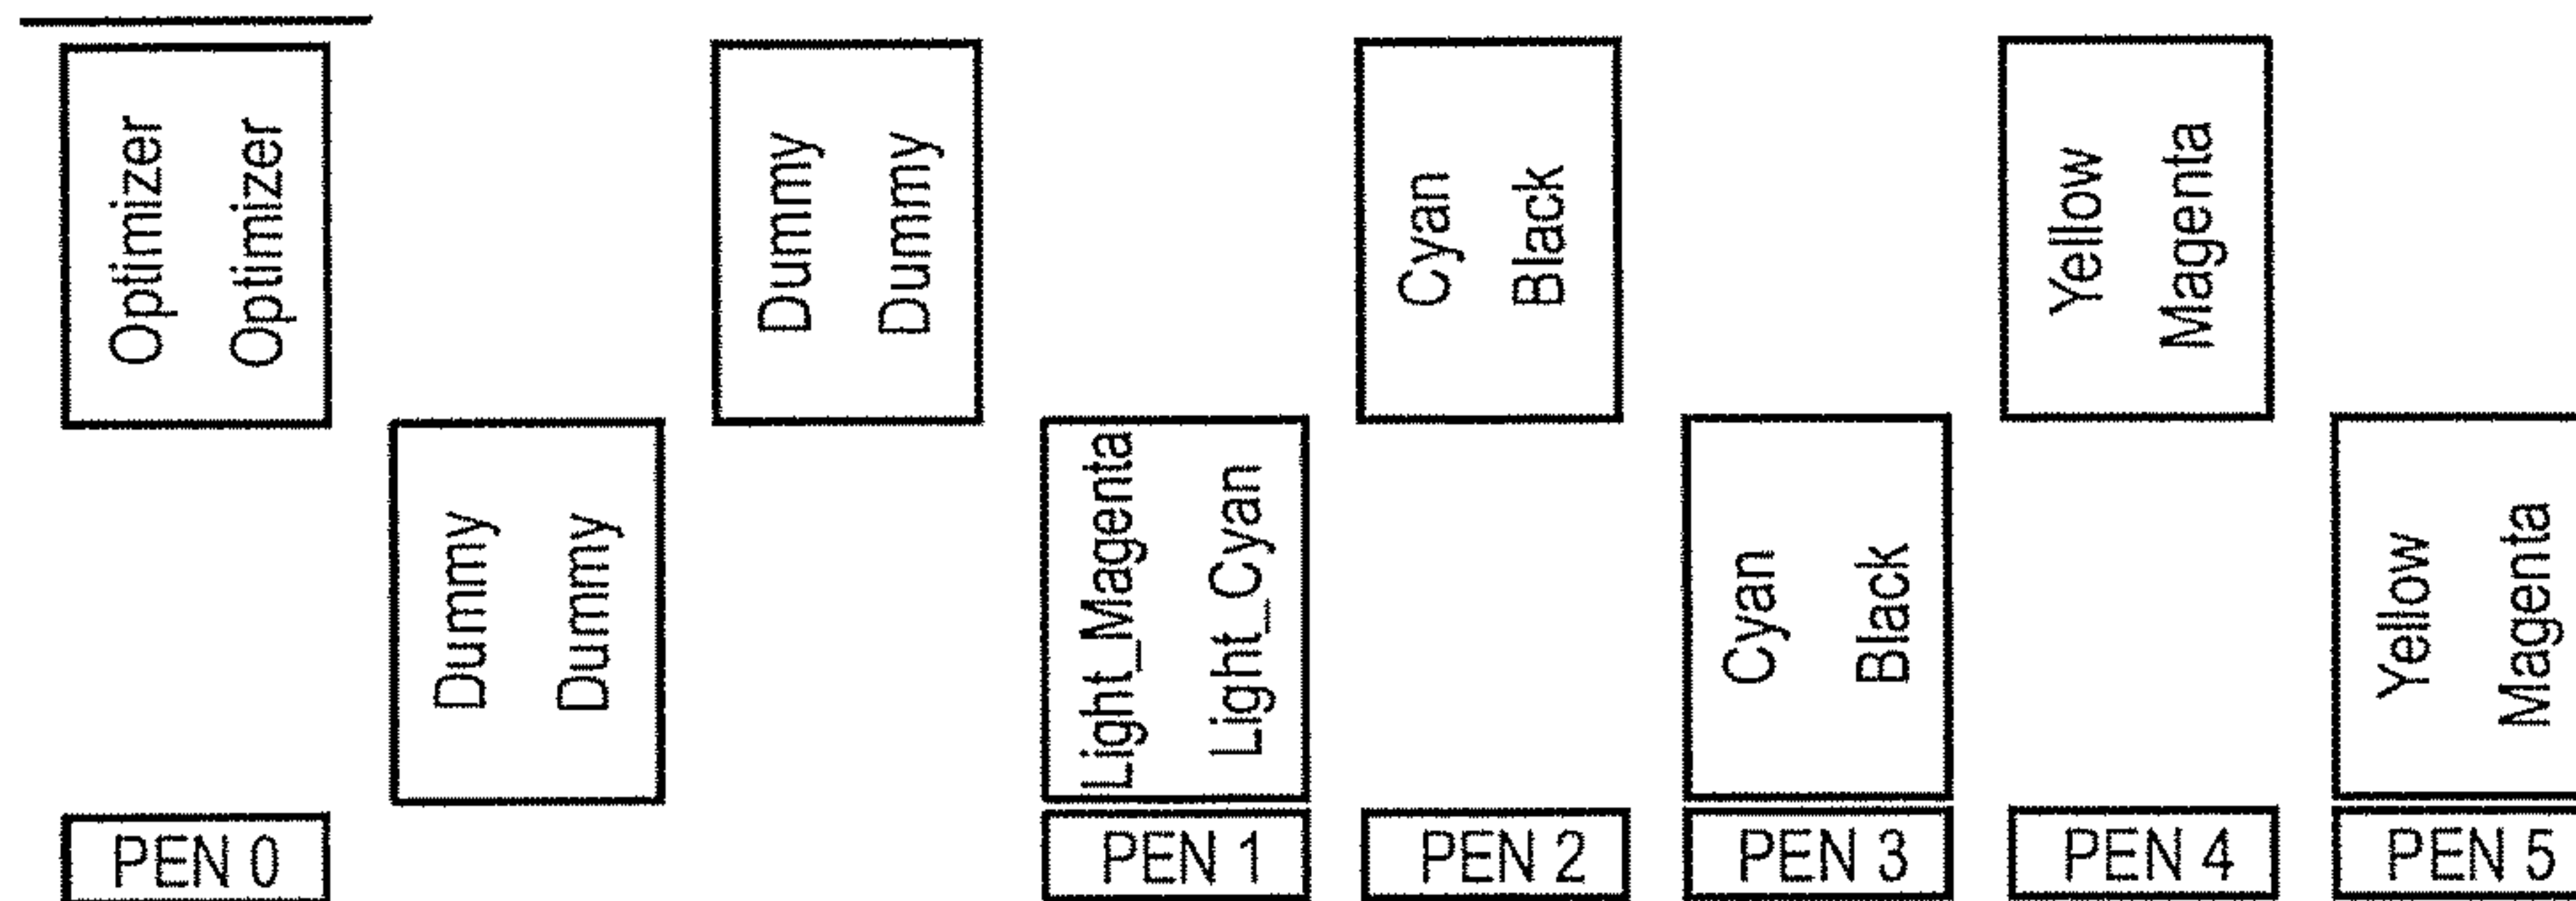 Optimizer
Optimizer
Dummy
Dummy
Dummy
Dummy
Light_Magenta
Light_Cyan
Cyan
Black
Cyan
Black
Yellow
Magenta
Yellow
Magenta
PEN 0
PEN 1
PEN 2
PEN 3
PEN 4
PEN 5